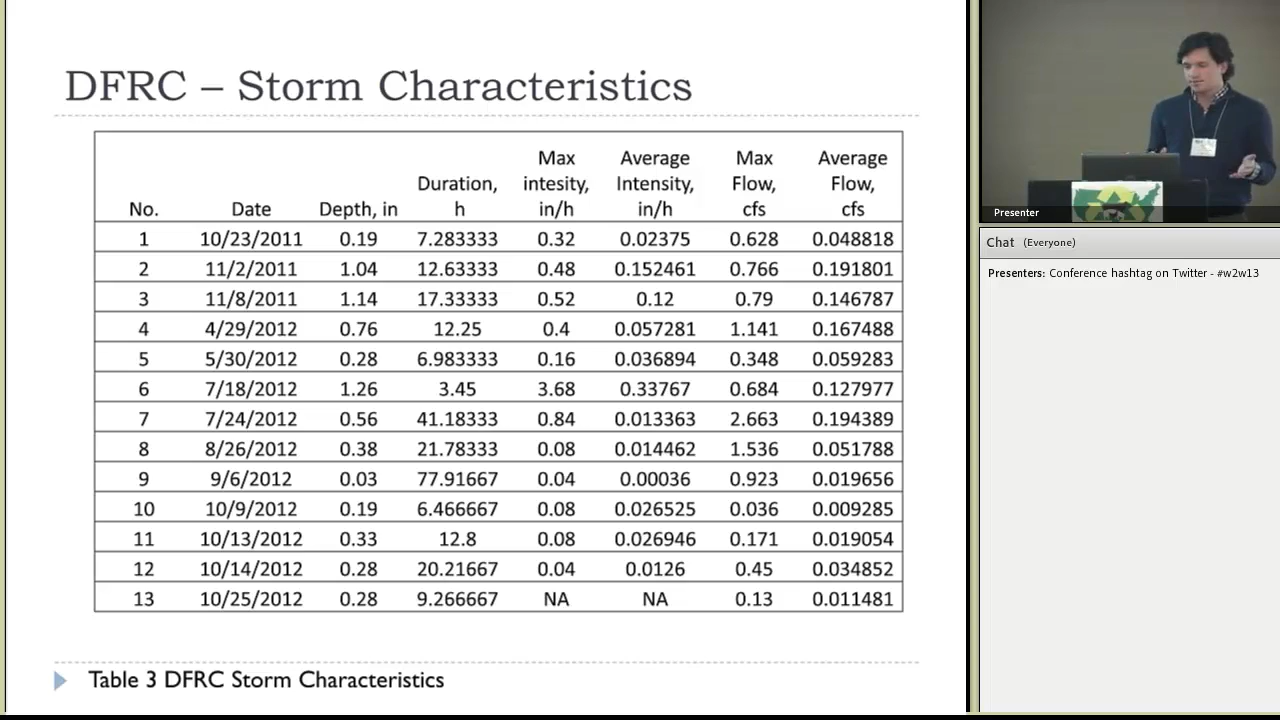 DFRC – Storm Characteristics
No. Date Depth, in Duration, h Max intesity, in/h Average Intensity, in/h Max Flow, cfs Average Flow, cfs
1 10/23/2011 0.19 7.283333 0.32 0.02375 0.628 0.048818
2 11/2/2011 1.04 12.63333 0.48 0.152461 0.766 0.191801
3 11/8/2011 1.14 17.33333 0.52 0.12 0.79 0.146787
4 4/29/2012 0.76 12.25 0.4 0.057281 1.141 0.167488
5 5/30/2012 0.28 6.983333 0.16 0.036894 0.348 0.059283
6 7/18/2012 1.26 3.45 3.68 0.33767 0.684 0.127977
7 7/24/2012 0.56 41.18333 0.84 0.013363 2.663 0.194389
8 8/26/2012 0.38 21.78333 0.08 0.014462 1.536 0.051788
9 9/6/2012 0.03 77.91667 0.04 0.00036 0.923 0.019656
10 10/9/2012 0.19 6.466667 0.08 0.026525 0.036 0.009285
11 10/13/2012 0.33 12.8 0.08 0.026946 0.171 0.019054
12 10/14/2012 0.28 20.21667 0.04 0.0126 0.45 0.034852
13 10/25/2012 0.28 9.266667 NA NA 0.13 0.011481
Table 3 DFRC Storm Characteristics
Presenter
Chat (Everyone)
Presenters: Conference hashtag on Twitter - #w2w13